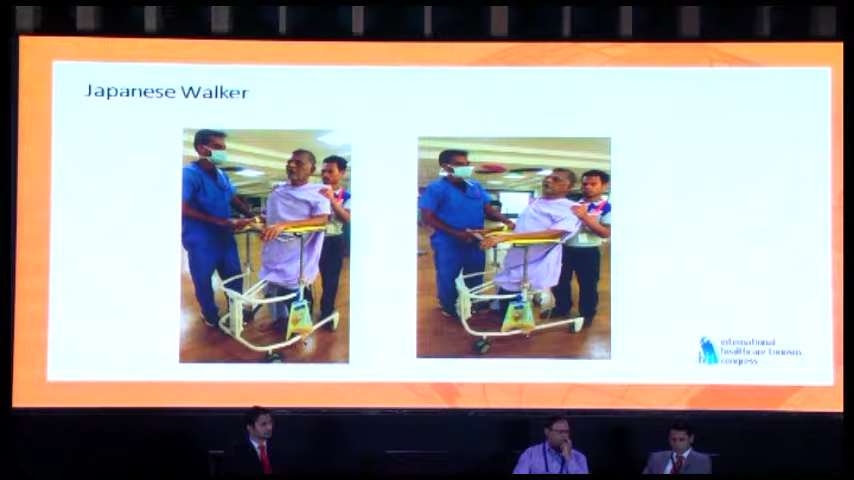 Japanese Walker
international
healthcare tourism
congress